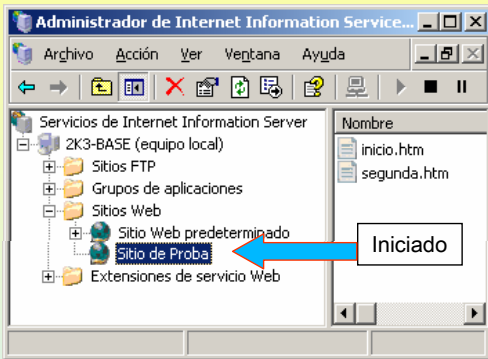 Administrador de Internet Information Service...
Archivo Acción Ver Ventana Ayuda
Servicios de Internet Information Server
2K3-BASE (equipo local)
Sitios FTP
Grupos de aplicaciones
Sitios Web
Sitio Web predeterminado
Sitio de Proba
Extensiones de servicio Web
Nombre
inicio.htm
segunda.htm
Iniciado